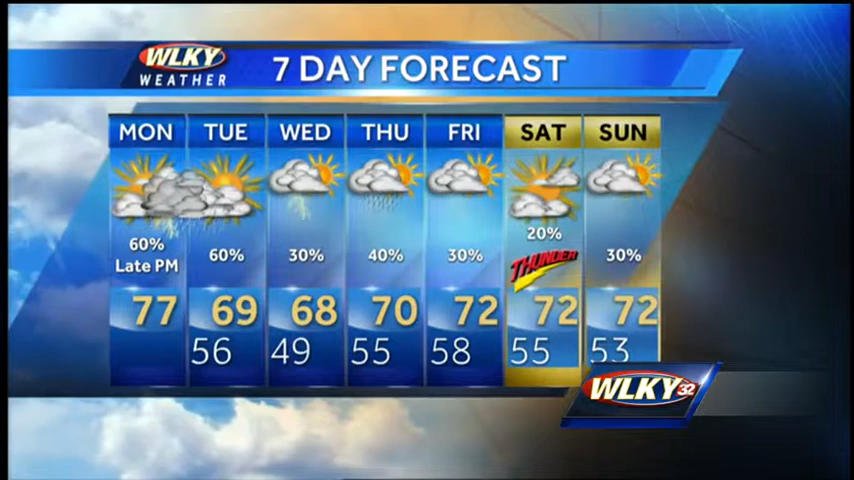 WLKY
WEATHER
7 DAY FORECAST
MON TUE WED THU FRI SAT SUN
60% 60% 30% 40% 30% 20% 30%
Late PM
THUNDER
77 69 68 70 72 72 72
56 49 55 58 55 53
WLKY 32